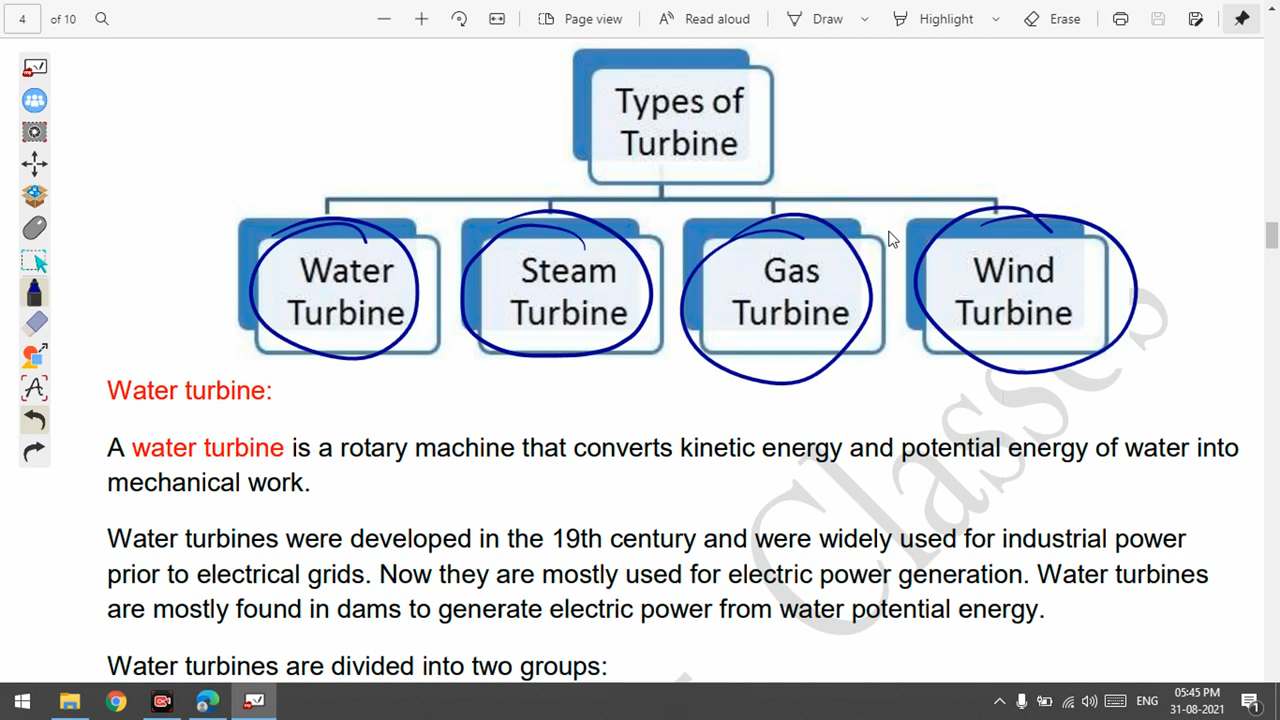 4 of 10
Page view
Read aloud
Draw
Highlight
Erase
Types of
Turbine
Water
Turbine
Steam
Turbine
Gas
Turbine
Wind
Turbine
Water turbine:
A water turbine is a rotary machine that converts kinetic energy and potential energy of water into
mechanical work.
Water turbines were developed in the 19th century and were widely used for industrial power
prior to electrical grids. Now they are mostly used for electric power generation. Water turbines
are mostly found in dams to generate electric power from water potential energy.
Water turbines are divided into two groups:
Classes
ENG
05:45 PM
31-08-2021
1